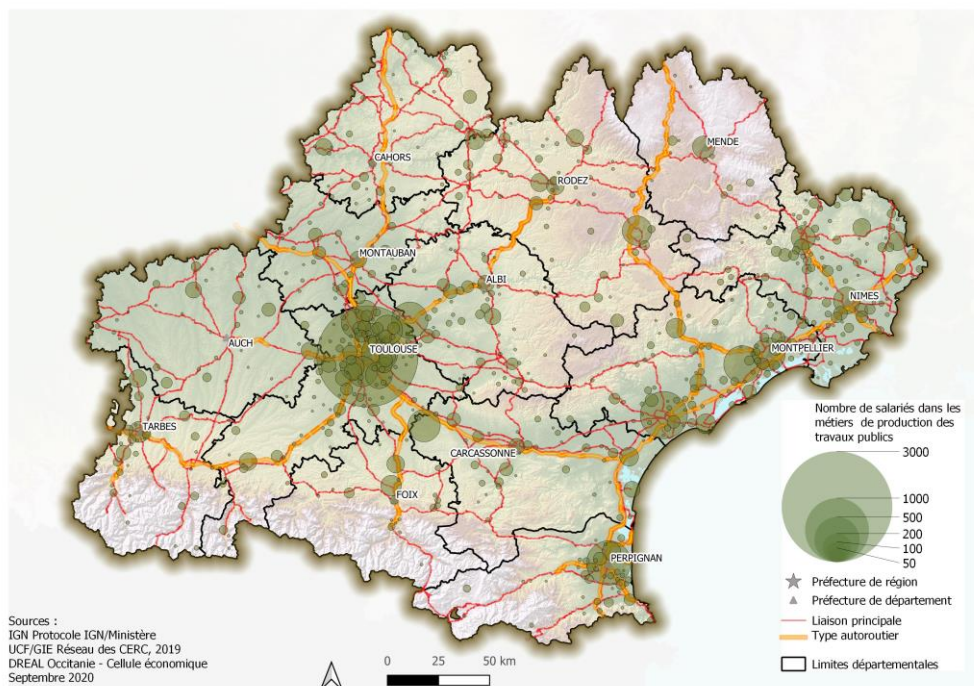 MENDE
CAHORS
RODEZ
MONTAUBAN
ALBI
NIMES
AUCH
TOULOUSE
MONTPELLIER
TARBES
CARCASSONNE
FOIX
PERPIGNAN
Nombre de salariés dans les
métiers de production des
travaux publics
3000
1000
500
200
100
50
Préfecture de région
Préfecture de département
Liaison principale
Type autoroutier
Limites départementales
Sources :
IGN Protocole IGN/Ministère
UCF/GIE Réseau des CERC, 2019
DREAL Occitanie - Cellule économique
Septembre 2020
0 25 50 km